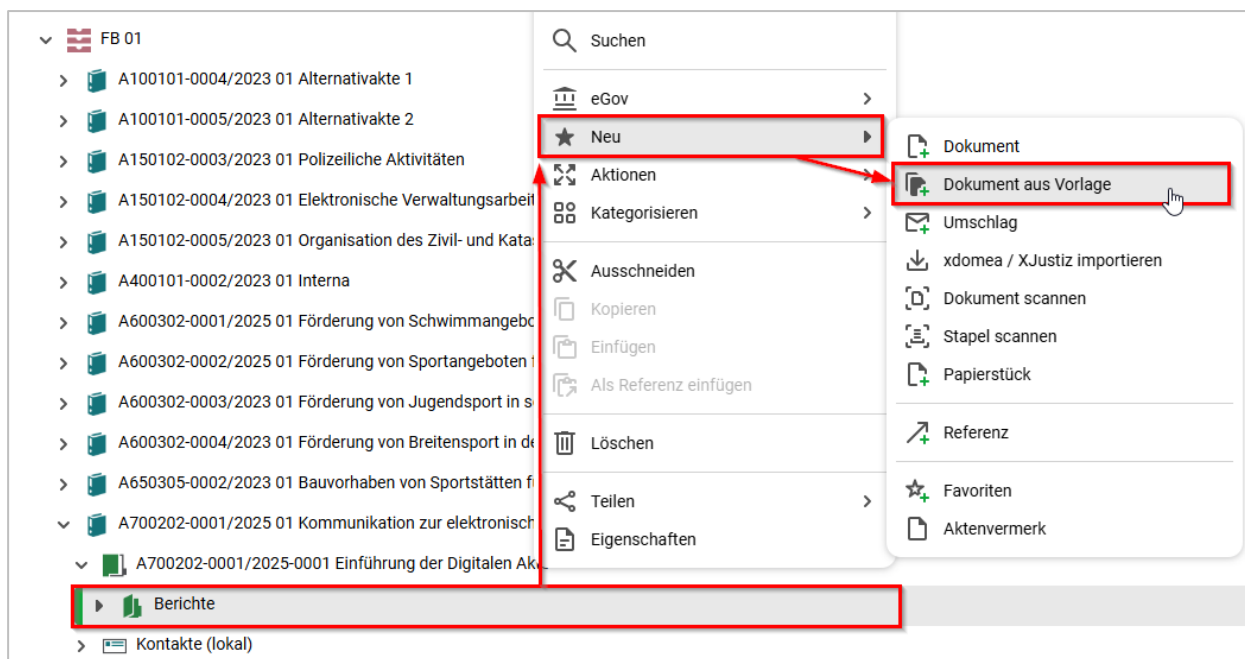 FB 01
A100101-0004/2023 01 Alternativakte 1
A100101-0005/2023 01 Alternativakte 2
A150102-0003/2023 01 Polizeiliche Aktivitäten
A150102-0004/2023 01 Elektronische Verwaltungsarbeit
A150102-0005/2023 01 Organisation des Zivil- und Kata
A400101-0002/2023 01 Interna
A600302-0001/2025 01 Förderung von Schwimmangebo
A600302-0002/2025 01 Förderung von Sportangeboten f
A600302-0003/2023 01 Förderung von Jugendsport in s
A600302-0004/2023 01 Förderung von Breitensport in de
A650305-0002/2023 01 Bauvorhaben von Sportstätten f
A700202-0001/2025 01 Kommunikation zur elektronisch
A700202-0001/2025-0001 Einführung der Digitalen Ak
Berichte
Kontakte (lokal)
Suchen
eGov
Neu
Aktionen
Kategorisieren
Ausschneiden
Kopieren
Einfügen
Als Referenz einfügen
Löschen
Teilen
Eigenschaften
Dokument
Dokument aus Vorlage
Umschlag
xdomea / XJustiz importieren
Dokument scannen
Stapel scannen
Papierstück
Referenz
Favoriten
Aktenvermerk